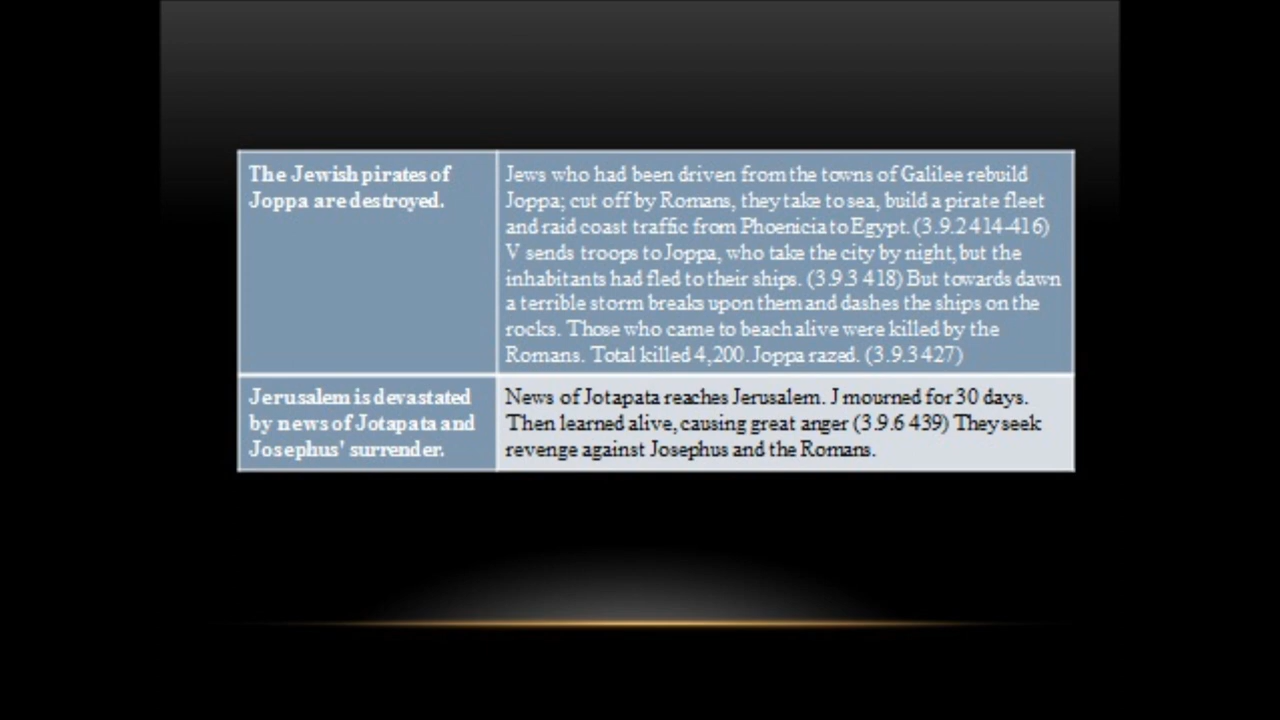 The Jewish pirates of
Joppa are destroyed.
Jews who had been driven from the towns of Galilee rebuild
Joppa; cut off by Romans, they take to sea, build a pirate fleet
and raid coast traffic from Phoenicia to Egypt. (3.9.2 414-416)
V sends troops to Joppa, who take the city by night, but the
inhabitants had fled to their ships. (3.9.3 418) But towards dawn
a terrible storm breaks upon them and dashes the ships on the
rocks. Those who came to beach alive were killed by the
Romans. Total killed 4,200. Joppa razed. (3.9.3 427)
Jerusalem is devastated
by news of Jotapata and
Josephus' surrender.
News of Jotapata reaches Jerusalem. J mourned for 30 days.
Then learned alive, causing great anger (3.9.6 439) They seek
revenge against Josephus and the Romans.